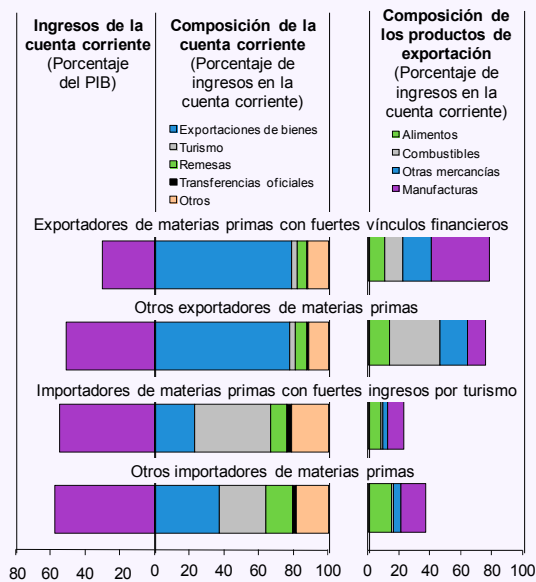 Ingresos de la
cuenta corriente
(Porcentaje
del PIB)
Composición de la
cuenta corriente
(Porcentaje de
ingresos en la
cuenta corriente)
Exportaciones de bienes
Turismo
Remesas
Transferencias oficiales
Otros
Composición de
los productos de
exportación
(Porcentaje de
ingresos en la
cuenta corriente)
Alimentos
Combustibles
Otras mercancías
Manufacturas
Exportadores de materias primas con fuertes vínculos financieros
Otros exportadores de materias primas
Importadores de materias primas con fuertes ingresos por turismo
Otros importadores de materias primas
80 60 40 20 0 20 40 60 80 100 0 20 40 60 80 100